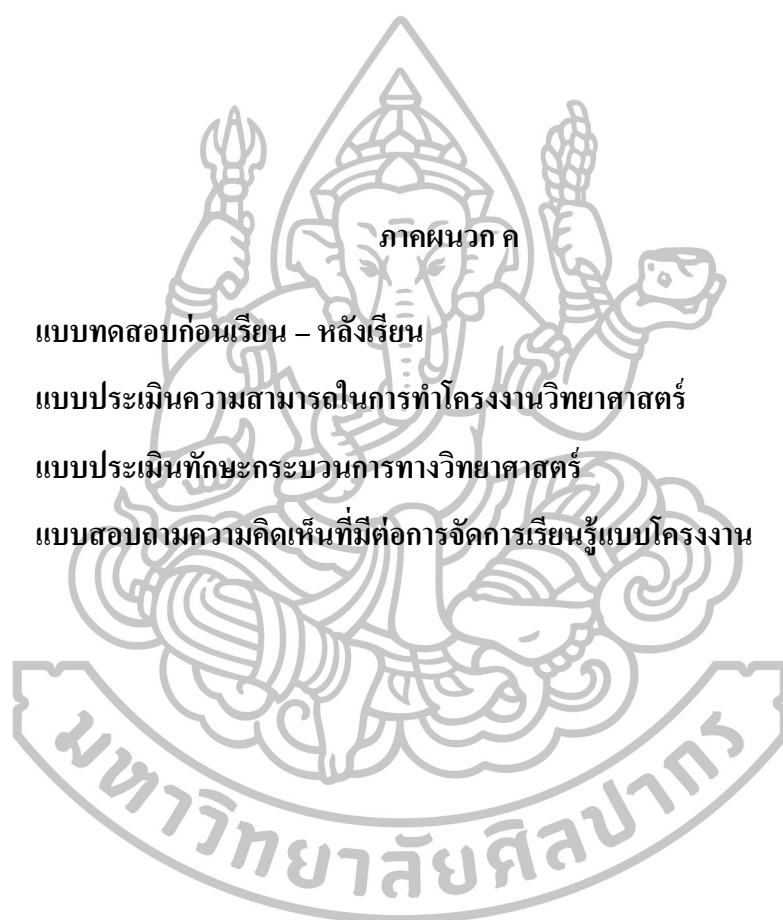 ภาคผนวก ค
แบบทดสอบก่อนเรียน – หลังเรียน
แบบประเมินความสามารถในการทำโครงงานวิทยาศาสตร์
แบบประเมินทักษะกระบวนการทางวิทยาศาสตร์
แบบสอบถามความคิดเห็นที่มีต่อการจัดการเรียนรู้แบบโครงงาน
มหาวิทยาลัยศิลปากร